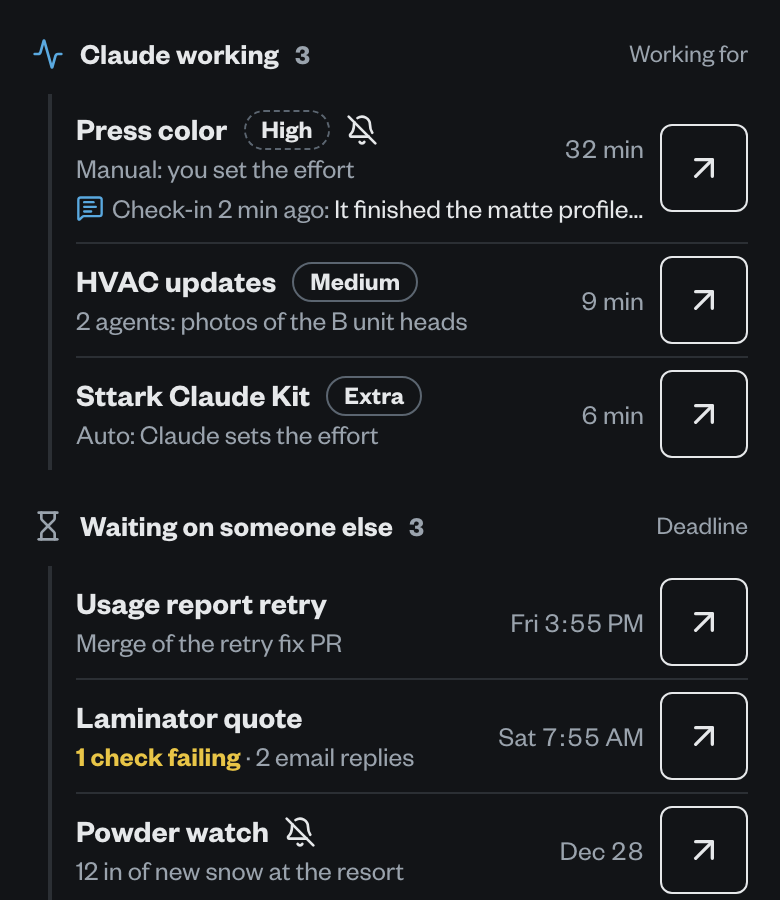 Claude working 3 Working for
Press color High
32 min
Manual: you set the effort
Check-in 2 min ago: It finished the matte profile...
HVAC updates Medium
9 min
2 agents: photos of the B unit heads
Sttark Claude Kit Extra
6 min
Auto: Claude sets the effort
Waiting on someone else 3 Deadline
Usage report retry
Fri 3:55 PM
Merge of the retry fix PR
Laminator quote
Sat 7:55 AM
1 check failing · 2 email replies
Powder watch
Dec 28
12 in of new snow at the resort